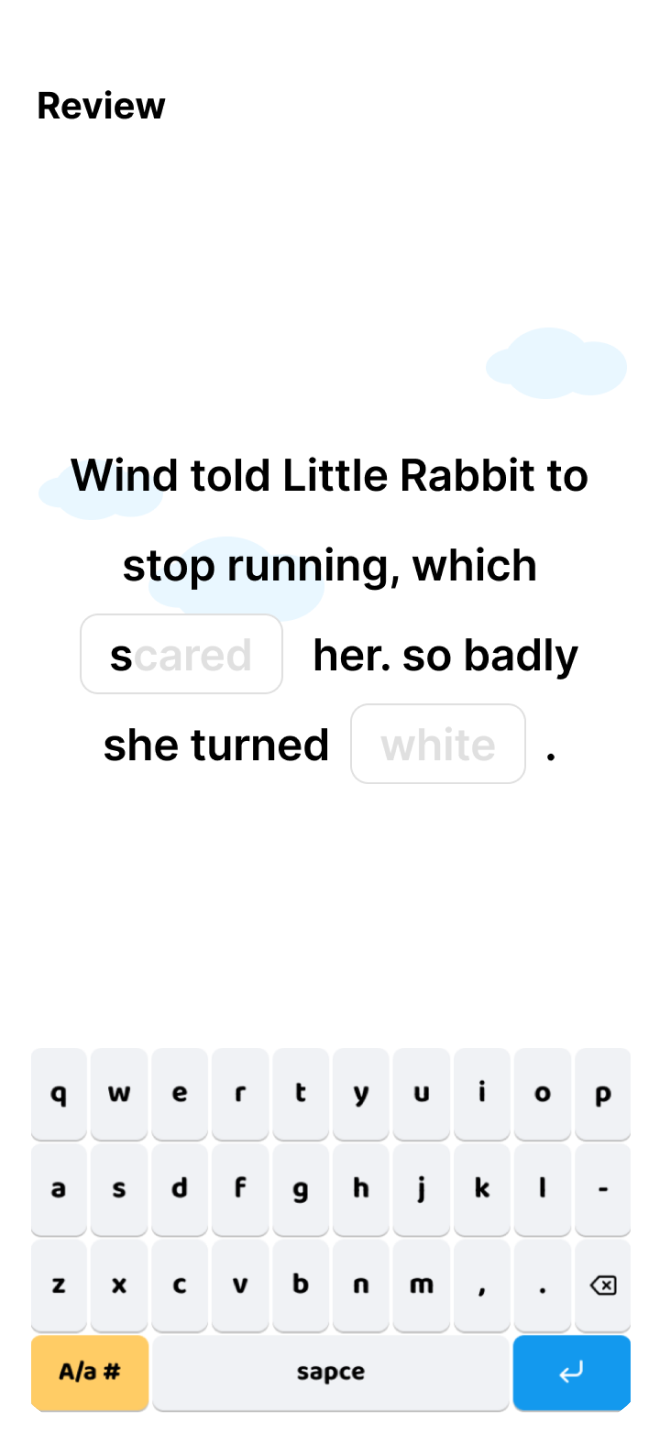 Review
Wind told Little Rabbit to
stop running, which
scared her. so badly
she turned white .
q w e r t y u i o p
a s d f g h j k l -
z x c v b n m , .
A/a # sapce